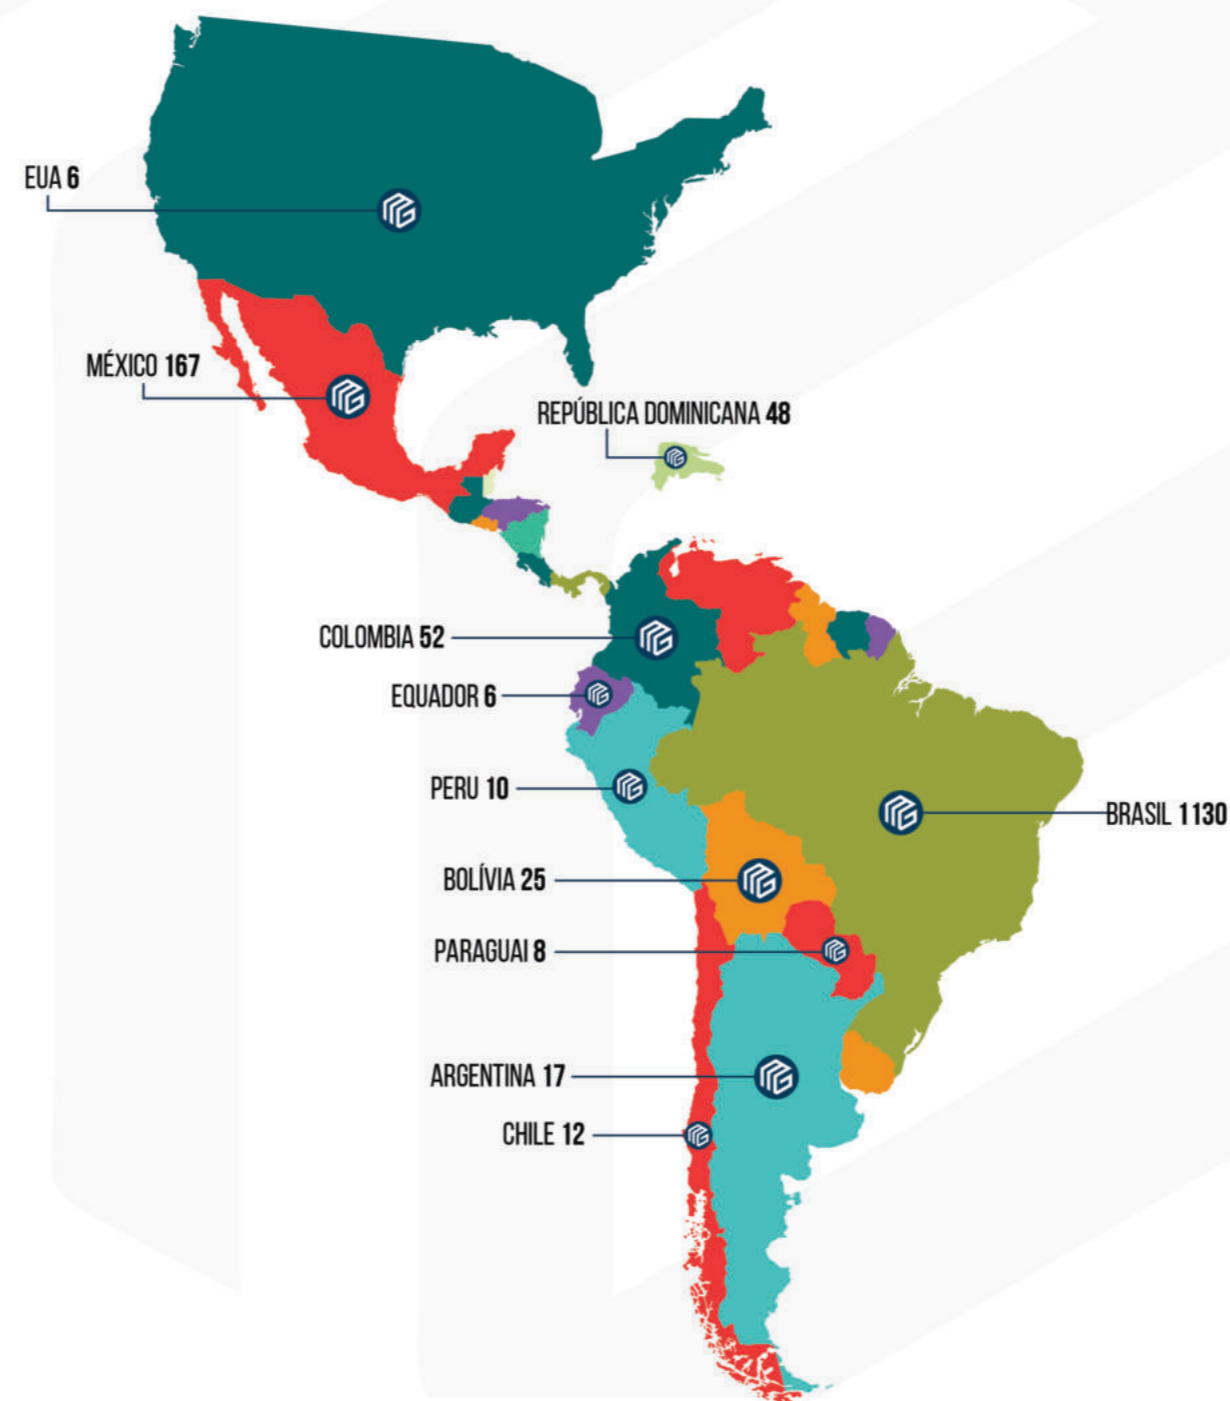 EUA 6
MÉXICO 167
REPÚBLICA DOMINICANA 48
COLOMBIA 52
EQUADOR 6
PERU 10
BRASIL 1130
BOLÍVIA 25
PARAGUAI 8
ARGENTINA 17
CHILE 12